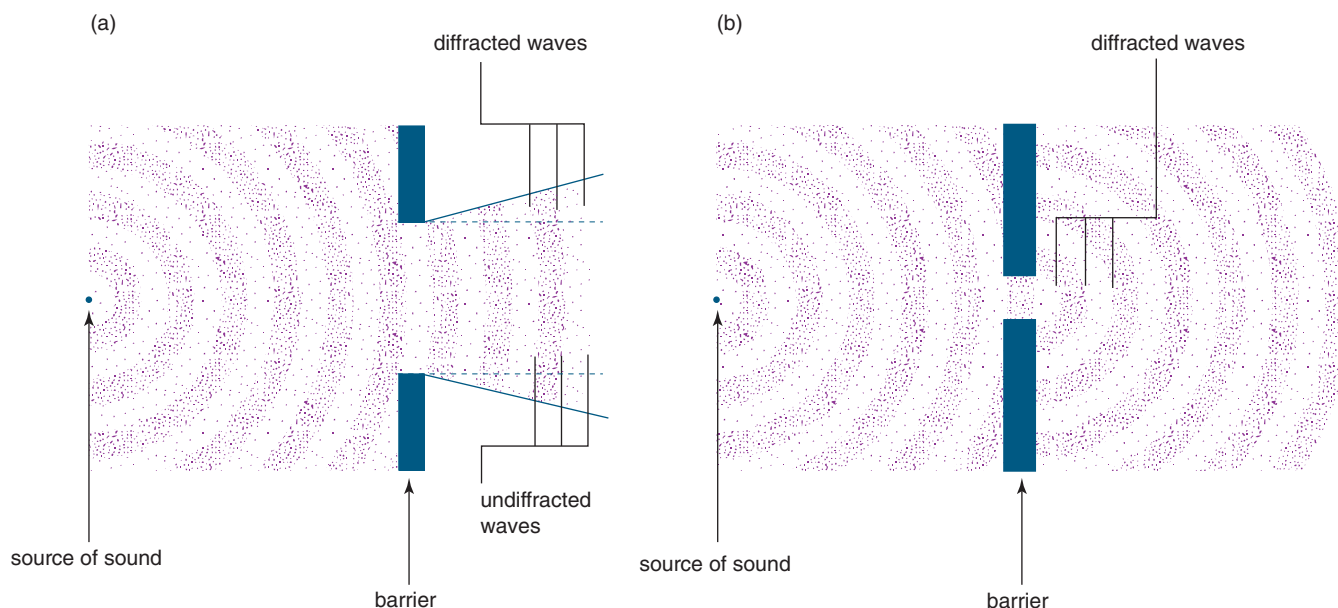 (a)
diffracted waves
undiffracted
waves
source of sound
barrier
(b)
diffracted waves
source of sound
barrier